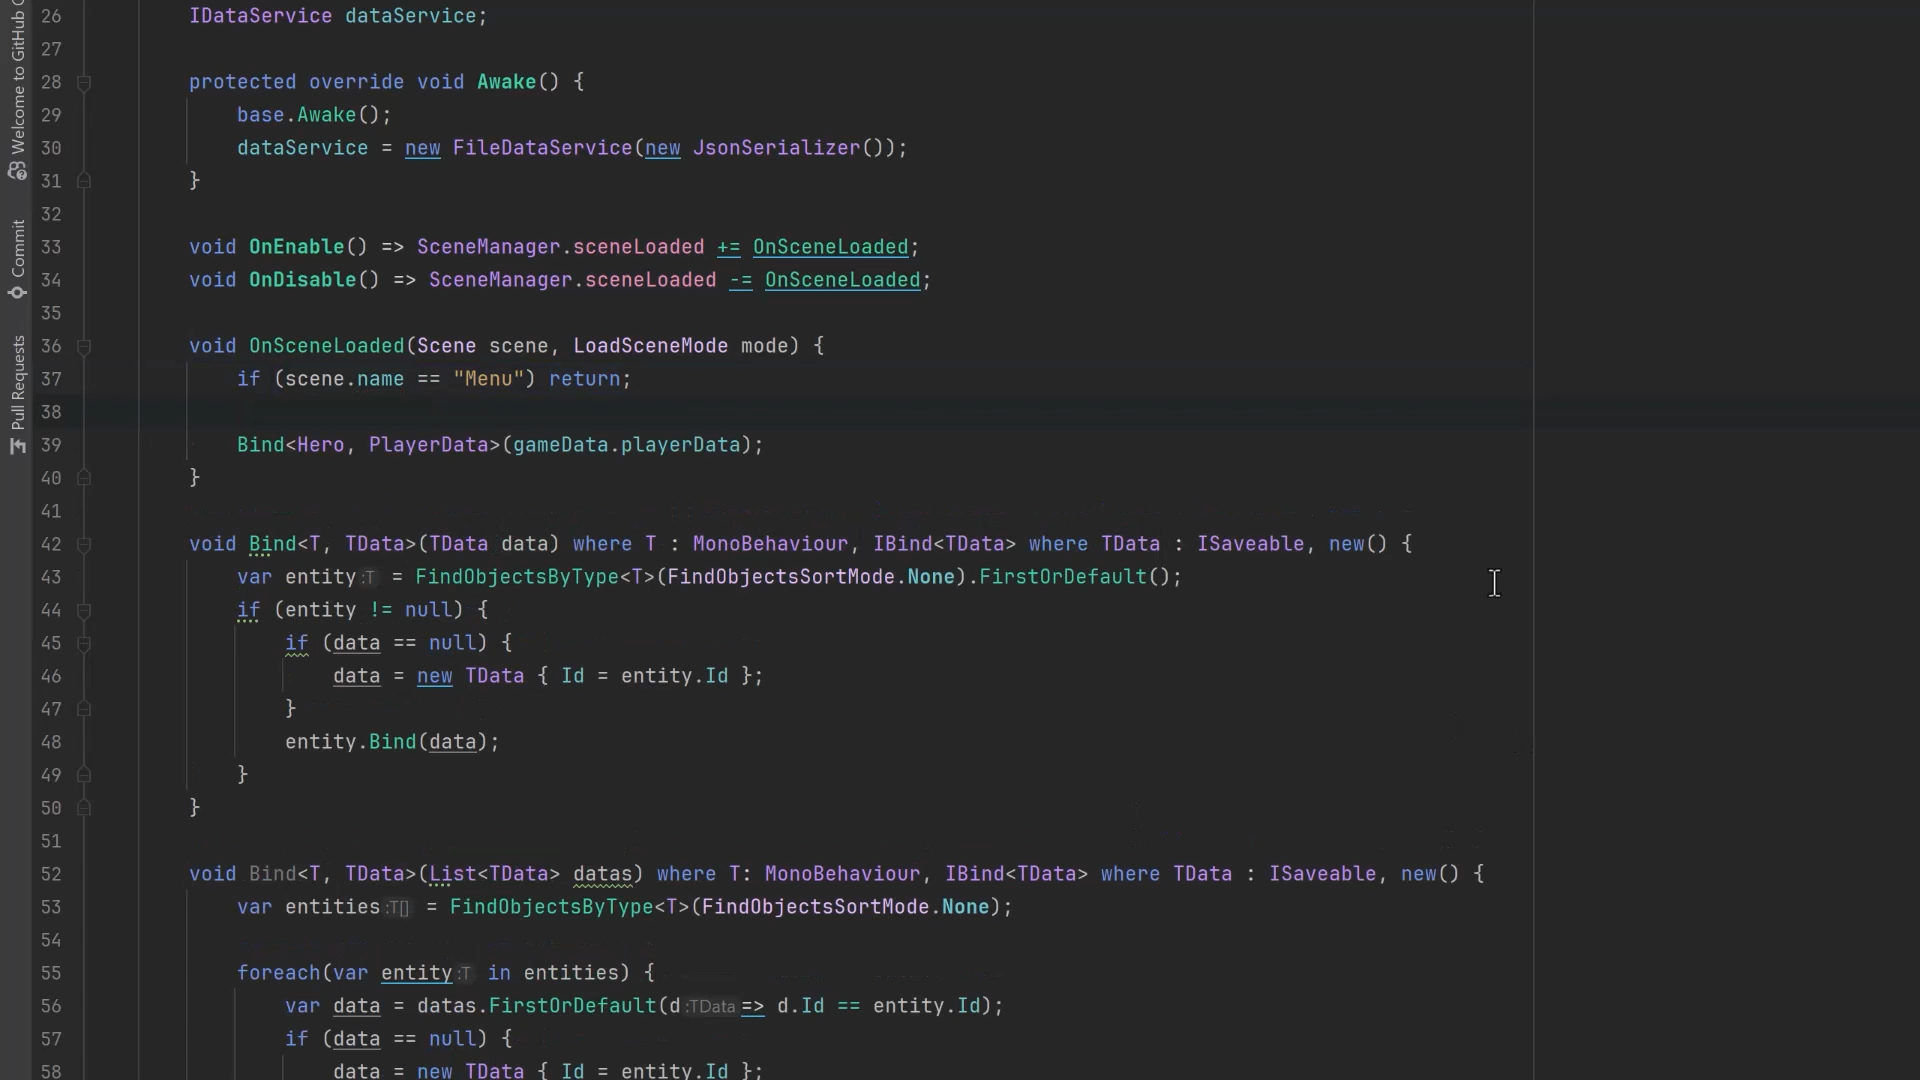 Welcome to GitHub
Commit
Pull Requests
26 IDataService dataService;
27
28 protected override void Awake() {
29 base.Awake();
30 dataService = new FileDataService(new JsonSerializer());
31 }
32
33 void OnEnable() => SceneManager.sceneLoaded += OnSceneLoaded;
34 void OnDisable() => SceneManager.sceneLoaded -= OnSceneLoaded;
35
36 void OnSceneLoaded(Scene scene, LoadSceneMode mode) {
37 if (scene.name == "Menu") return;
38
39 Bind<Hero, PlayerData>(gameData.playerData);
40 }
41
42 void Bind<T, TData>(TData data) where T : MonoBehaviour, IBind<TData> where TData : ISaveable, new() {
43 var entity :T = FindObjectsByType<T>(FindObjectsSortMode.None).FirstOrDefault();
44 if (entity != null) {
45 if (data == null) {
46 data = new TData { Id = entity.Id };
47 }
48 entity.Bind(data);
49 }
50 }
51
52 void Bind<T, TData>(List<TData> datas) where T: MonoBehaviour, IBind<TData> where TData : ISaveable, new() {
53 var entities :T[] = FindObjectsByType<T>(FindObjectsSortMode.None);
54
55 foreach(var entity :T in entities) {
56 var data = datas.FirstOrDefault(d :TData => d.Id == entity.Id);
57 if (data == null) {
58 data = new TData { Id = entity.Id };